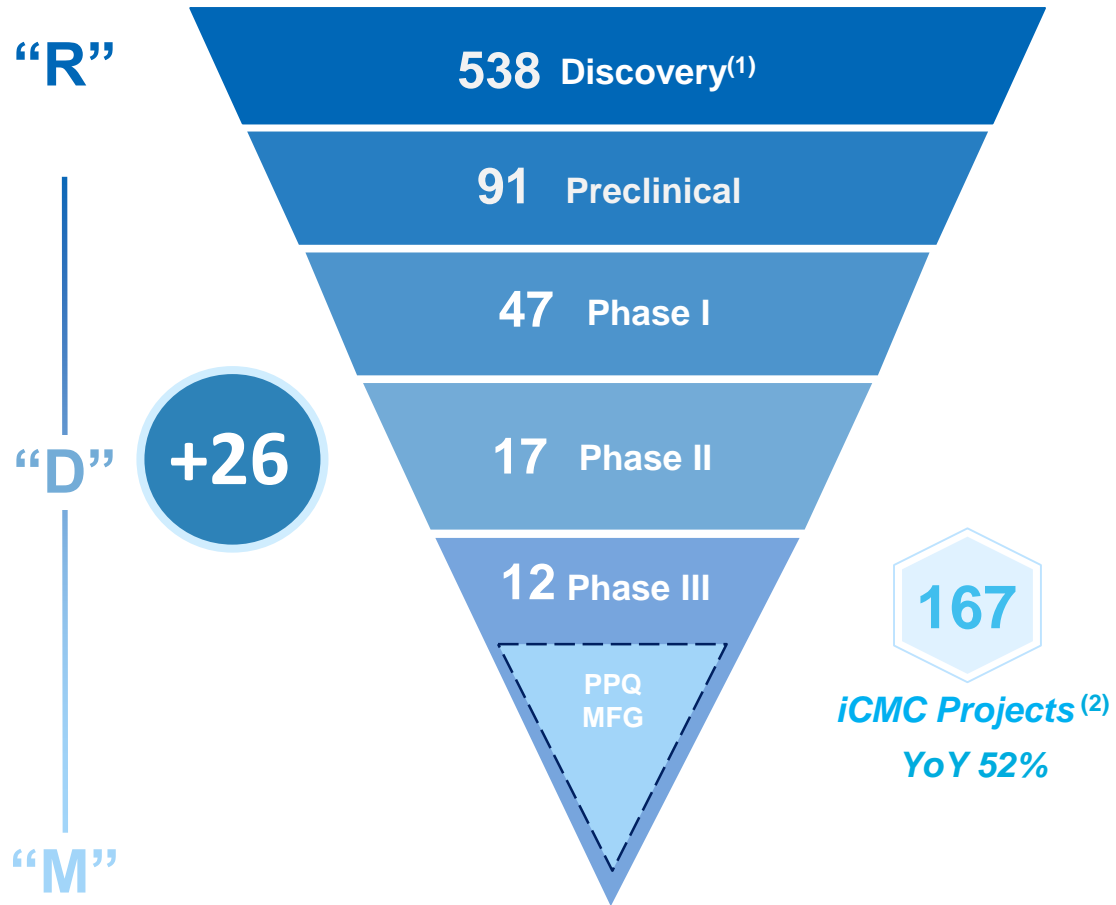 “R”
538 Discovery(1)
91 Preclinical
47 Phase I
“D”
+26
17 Phase II
12 Phase III
PPQ
MFG
167
iCMC Projects (2)
YoY 52%
“M”